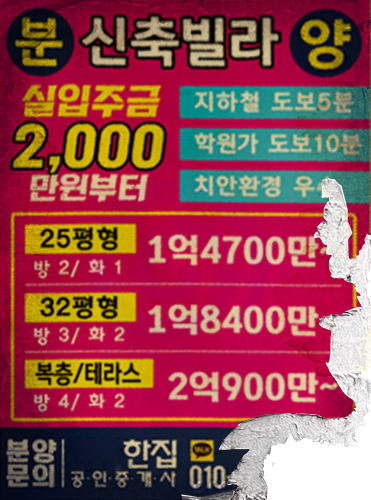 분 신축빌라 양
실입주금
2,000
만원부터
지하철 도보5분
학원가 도보10분
치안환경 우
25평형
방 2/ 화 1
1억4700만~
32평형
방 3/ 화 2
1억8400만~
복층/테라스
방 4/ 화 2
2억900만~
분양
문의
한집
공·인·중·개·사
TALK
010